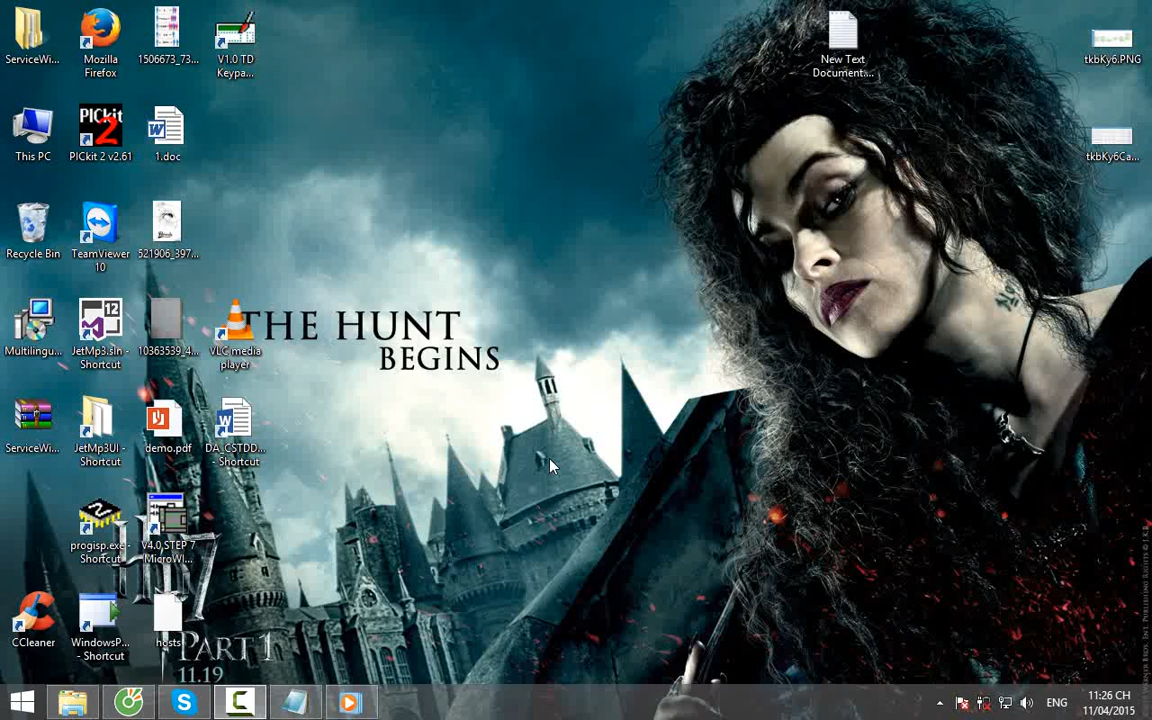 ServiceWi...
Mozilla
Firefox
1506673_73...
V1.0 TD
Keypa...
New Text
Document....
tkbKy6.PNG
This PC
PICkit
2
PICkit 2 v2.61
1.doc
tkbKy6Ca...
Recycle Bin
TeamViewer
10
521906_397...
Multilingu...
12
JetMp3.sln -
Shortcut
10363539_4...
VLC media
player
THE HUNT
BEGINS
ServiceWi...
JetMp3UI -
Shortcut
demo.pdf
DA_CSTDD...
- Shortcut
progisp.exe -
Shortcut
V4.0 STEP 7
MicroWI...
CCleaner
WindowsP...
- Shortcut
hosts
PART 1
11.19
ENG
11:26 CH
11/04/2015